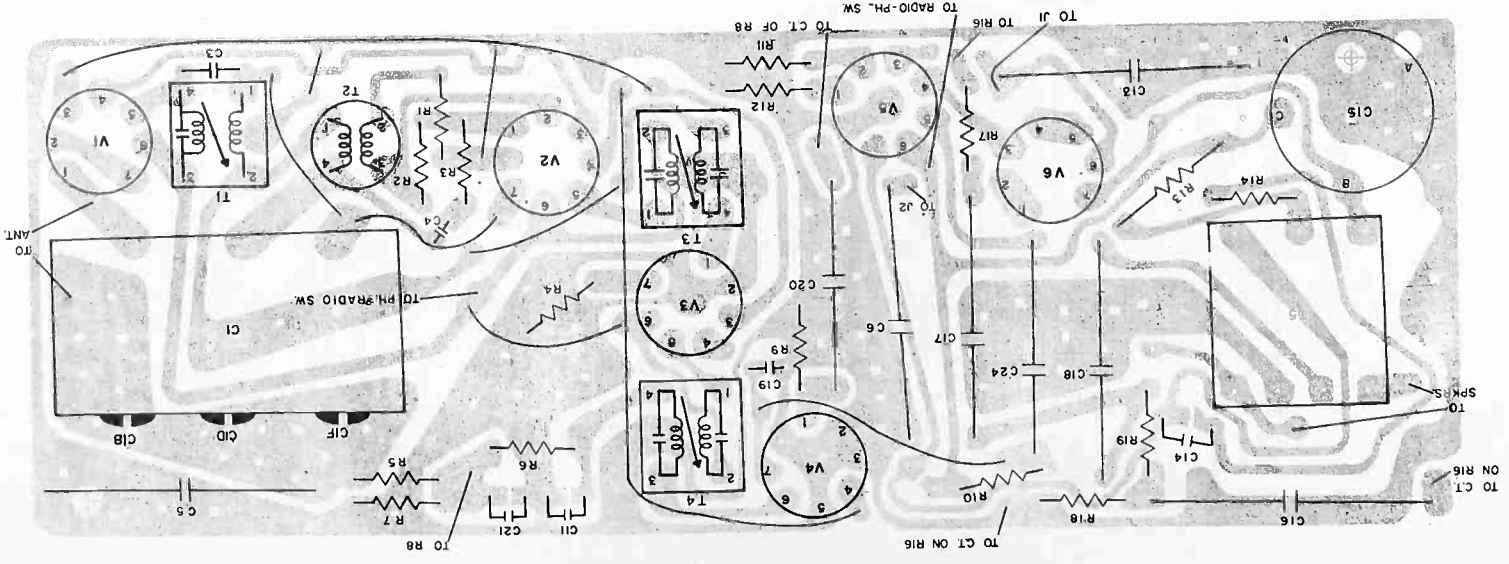 TO C.T. ON R16
TO R8
C21
C11
C16
R18
R10
T4
R7
C5
TO C.T.
ON R16
R5
R6
V4
C14
R19
C1B
C1D
C1F
TO
SPKRS.
C19
R9
C18
C24
C17
C6
C20
C1
V3
T5
R4
TO PH./RADIO SW.
TO
ANT.
T3
C4
TO J2
T1
R13
R14
B
V6
R2
R3
V2
V1
R17
C
C15
V5
R1
R12
T2
A
C13
C3
R11
TO C.T. OF R8
TO R16
TO J1
TO RADIO-PH. SW.